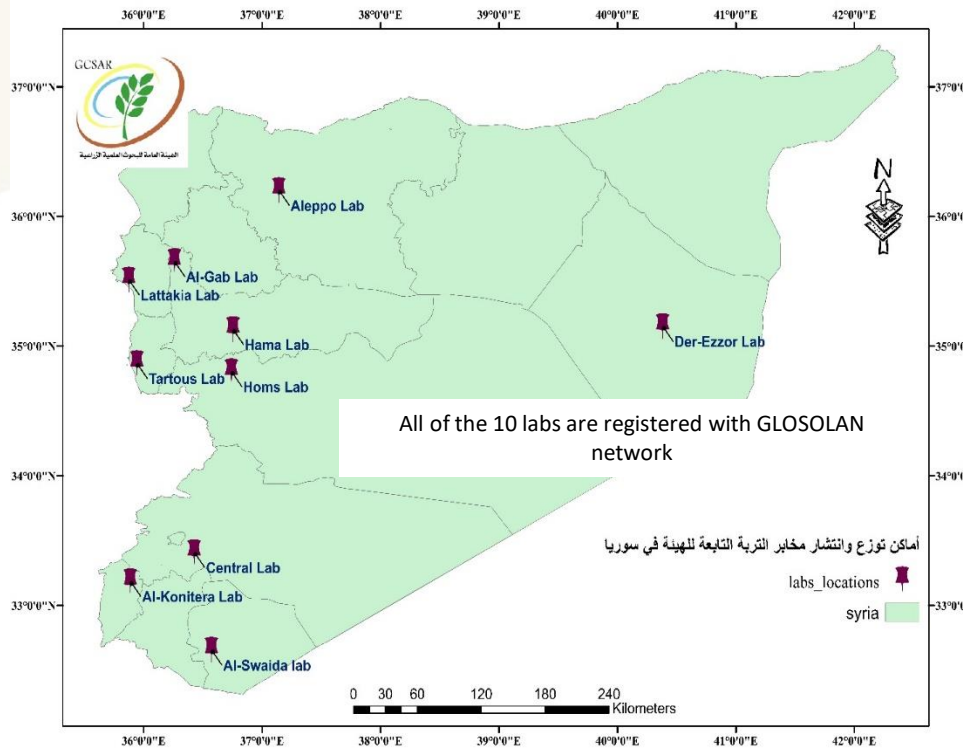 36°0'0"E 37°0'0"E 38°0'0"E 39°0'0"E 40°0'0"E 41°0'0"E 42°0'0"E
GCSAR
الهيئة العامة للبحوث العلمية الزراعية
37°0'0"N 37°0'0"N
N
Aleppo Lab
36°0'0"N 36°0'0"N
Al-Gab Lab
Lattakia Lab
Hama Lab
Der-Ezzor Lab
35°0'0"N 35°0'0"N
Tartous Lab
Homs Lab
All of the 10 labs are registered with GLOSOLAN
network
34°0'0"N 34°0'0"N
أماكن توزع وانتشار مخابر التربة التابعة للهيئة في سوريا
Central Lab
labs_locations
Al-Konitera Lab
33°0'0"N 33°0'0"N
syria
Al-Swaida lab
0 30 60 120 180 240
Kilometers
36°0'0"E 37°0'0"E 38°0'0"E 39°0'0"E 40°0'0"E 41°0'0"E 42°0'0"E